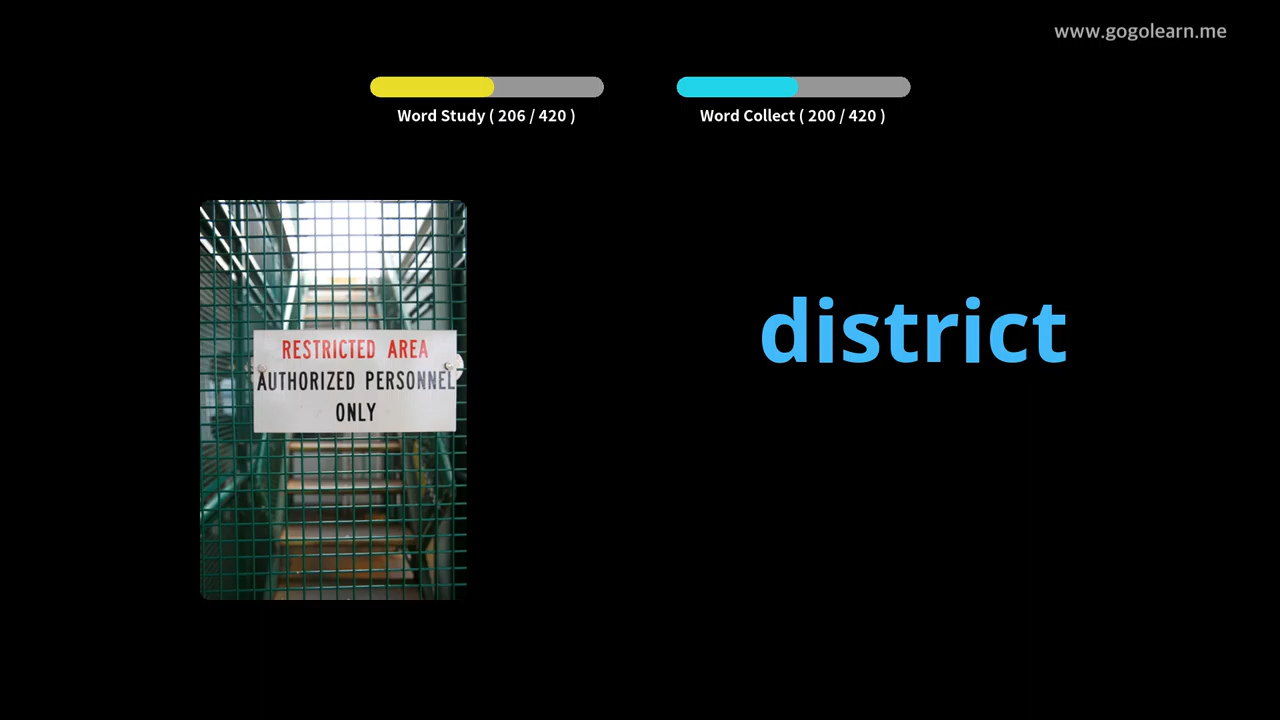 www.gogolearn.me
Word Study ( 206 / 420 )
Word Collect ( 200 / 420 )
RESTRICTED AREA
AUTHORIZED PERSONNEL
ONLY
district